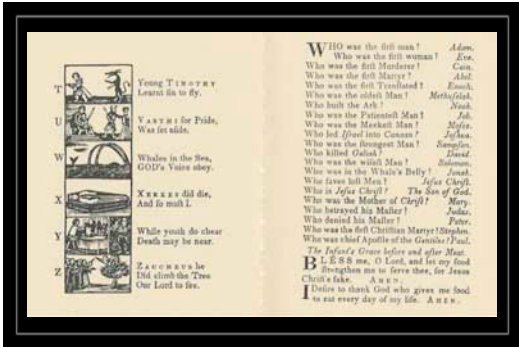 T
Young TIMOTHY
Learnt ſin to fly.
U
VASTHI for Pride,
Was ſet aſide.
W
Whales in the Sea,
GOD's Voice obey.
X
XERXES did die,
And ſo muſt I.
Y
While youth do chear
Death may be near.
Z
ZACCHEUS he
Did climb the Tree
Our Lord to ſee.
WHO was the firſt man? Adam.
Who was the firſt woman? Eve.
Who was the firſt Murderer? Cain.
Who was the firſt Martyr? Abel.
Who was the firſt Tranſlated? Enoch.
Who was the oldeſt Man? Methuſelah.
Who built the Ark? Noah.
Who was the Patienteſt Man? Job.
Who was the Meekeſt Man? Moſes.
Who led Iſrael into Canaan? Joſhua.
Who was the ſtrongeſt Man? Sampſon.
Who killed Goliah? David.
Who was the wiſeſt Man? Solomon.
Who was in the Whale's Belly? Jonah.
Who ſaves loſt Men? Jeſus Chriſt.
Who is Jeſus Chriſt? The Son of God.
Who was the Mother of Chriſt? Mary.
Who betrayed his Maſter? Judas.
Who denied his Maſter? Peter.
Who was the firſt Chriſtian Martyr? Stephen.
Who was chief Apoſtle of the Gentiles? Paul.
The Infant's Grace before and after Meat.
BLESS me, O Lord, and let my food
ſtrengthen me to ſerve thee, for Jeſus
Chriſt's ſake. AMEN.
I Deſire to thank God who gives me food
to eat every day of my life. AMEN.